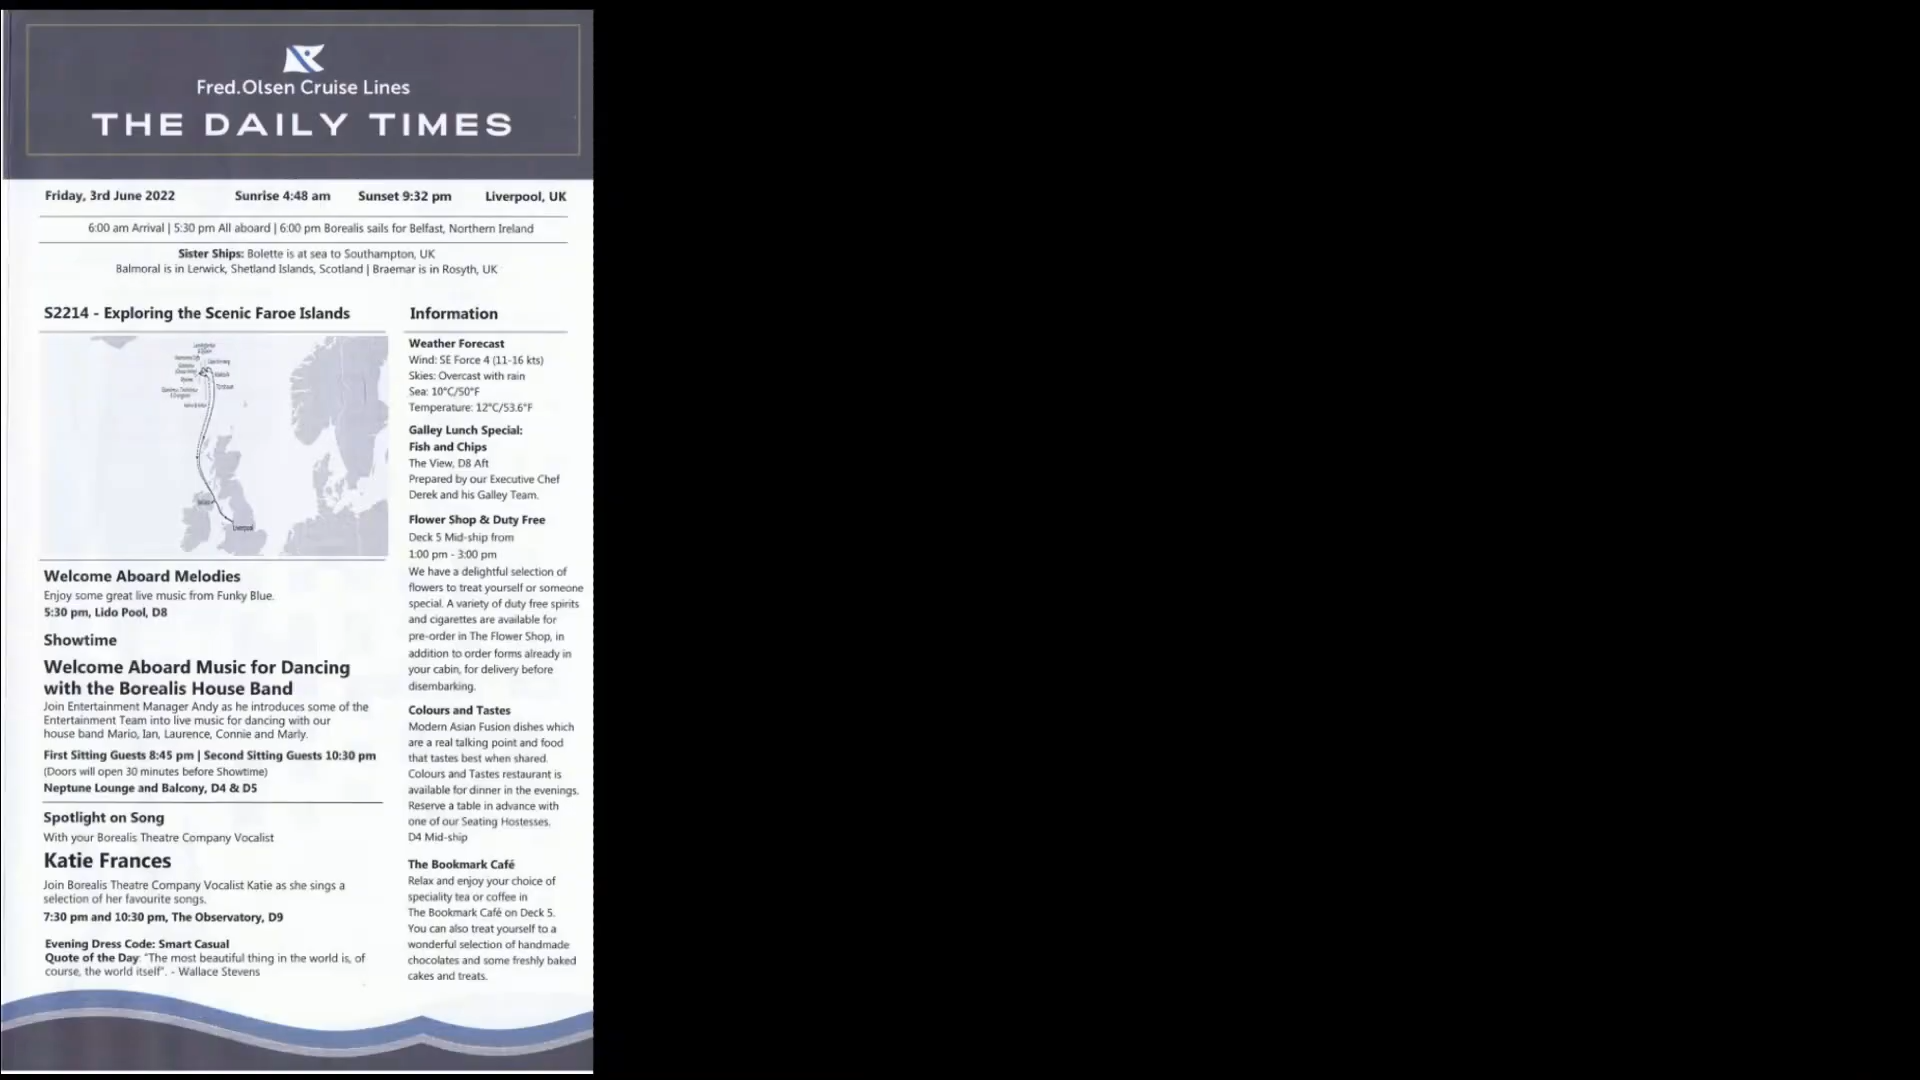 Fred.Olsen Cruise Lines
THE DAILY TIMES
Friday, 3rd June 2022 Sunrise 4:48 am Sunset 9:32 pm Liverpool, UK
6:00 am Arrival | 5:30 pm All aboard | 6:00 pm Borealis sails for Belfast, Northern Ireland
Sister Ships: Bolette is at sea to Southampton, UK
Balmoral is in Lerwick, Shetland Islands, Scotland | Braemar is in Rosyth, UK
S2214 - Exploring the Scenic Faroe Islands
Liverpool
Welcome Aboard Melodies
Enjoy some great live music from Funky Blue.
5:30 pm, Lido Pool, D8
Showtime
Welcome Aboard Music for Dancing
with the Borealis House Band
Join Entertainment Manager Andy as he introduces some of the
Entertainment Team into live music for dancing with our
house band Mario, Ian, Laurence, Connie and Marly.
First Sitting Guests 8:45 pm | Second Sitting Guests 10:30 pm
(Doors will open 30 minutes before Showtime)
Neptune Lounge and Balcony, D4 & D5
Spotlight on Song
With your Borealis Theatre Company Vocalist
Katie Frances
Join Borealis Theatre Company Vocalist Katie as she sings a
selection of her favourite songs.
7:30 pm and 10:30 pm, The Observatory, D9
Evening Dress Code: Smart Casual
Quote of the Day: "The most beautiful thing in the world is, of
course, the world itself". - Wallace Stevens
Information
Weather Forecast
Wind: SE Force 4 (11-16 kts)
Skies: Overcast with rain
Sea: 10°C/50°F
Temperature: 12°C/53.6°F
Galley Lunch Special:
Fish and Chips
The View, D8 Aft
Prepared by our Executive Chef
Derek and his Galley Team.
Flower Shop & Duty Free
Deck 5 Mid-ship from
1:00 pm - 3:00 pm
We have a delightful selection of
flowers to treat yourself or someone
special. A variety of duty free spirits
and cigarettes are available for
pre-order in The Flower Shop, in
addition to order forms already in
your cabin, for delivery before
disembarking.
Colours and Tastes
Modern Asian Fusion dishes which
are a real talking point and food
that tastes best when shared.
Colours and Tastes restaurant is
available for dinner in the evenings.
Reserve a table in advance with
one of our Seating Hostesses.
D4 Mid-ship
The Bookmark Café
Relax and enjoy your choice of
speciality tea or coffee in
The Bookmark Café on Deck 5.
You can also treat yourself to a
wonderful selection of handmade
chocolates and some freshly baked
cakes and treats.